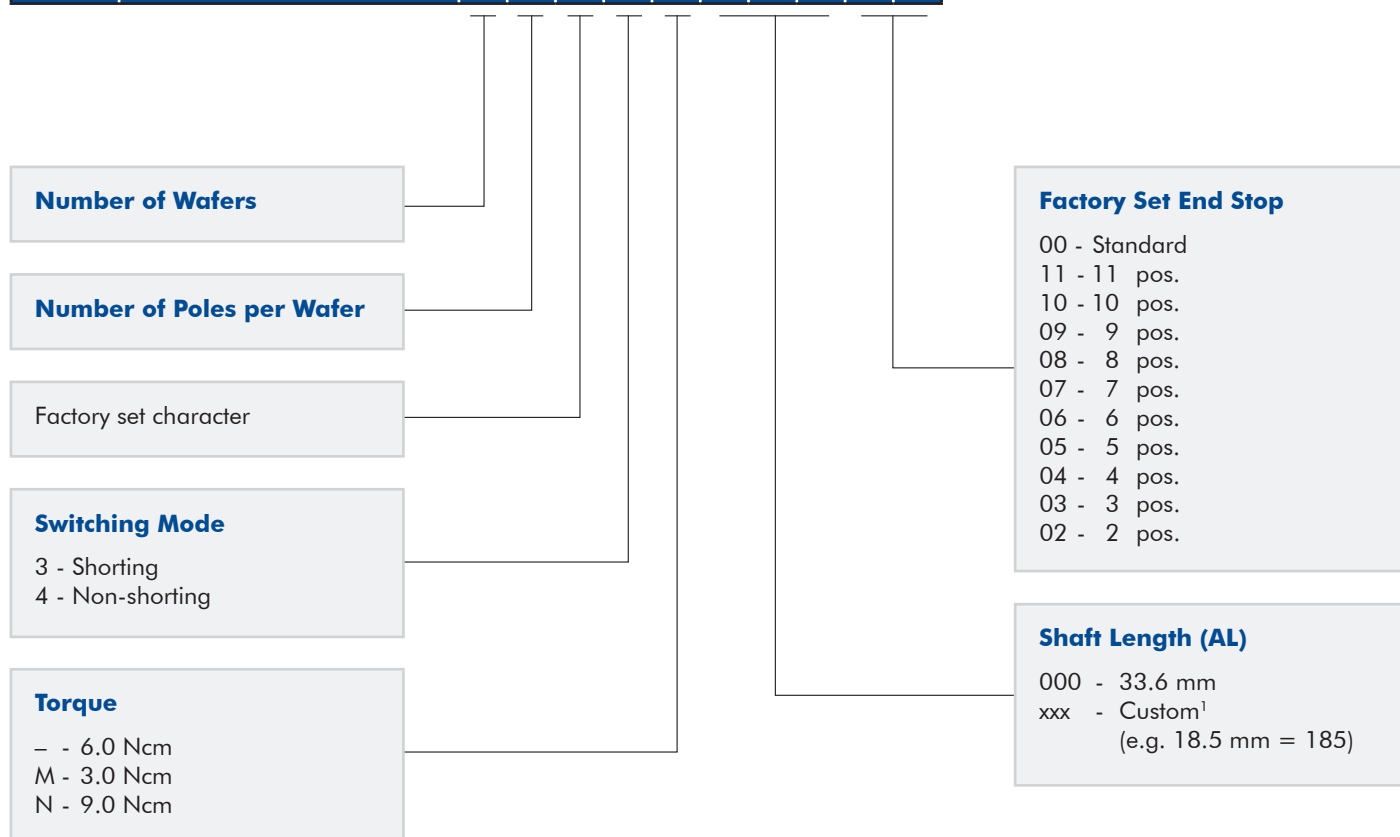 Number of Wafers
Number of Poles per Wafer
Factory set character
Switching Mode
3 - Shorting
4 - Non-shorting
Torque
– - 6.0 Ncm
M - 3.0 Ncm
N - 9.0 Ncm
Factory Set End Stop
00 - Standard
11 - 11 pos.
10 - 10 pos.
09 - 9 pos.
08 - 8 pos.
07 - 7 pos.
06 - 6 pos.
05 - 5 pos.
04 - 4 pos.
03 - 3 pos.
02 - 2 pos.
Shaft Length (AL)
000 - 33.6 mm
xxx - Custom¹
(e.g. 18.5 mm = 185)